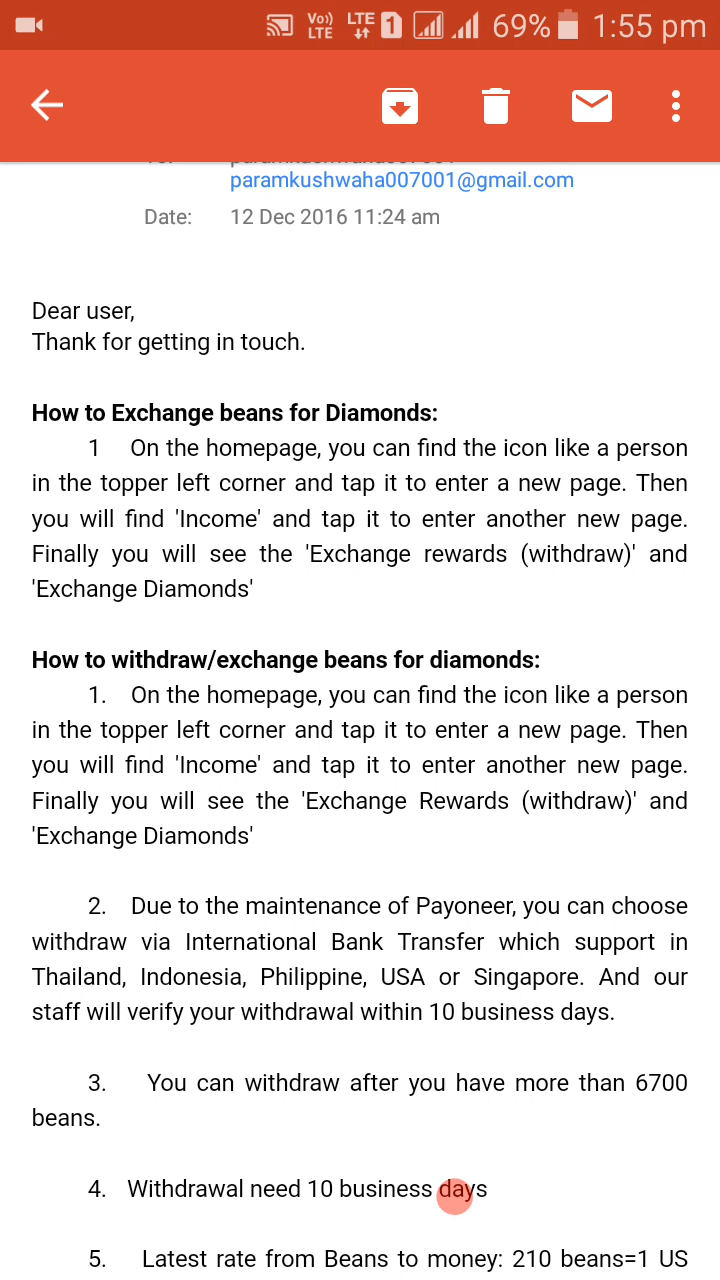 Vo)) LTE LTE 1 69% 1:55 pm
paramkushwaha007001@gmail.com
Date: 12 Dec 2016 11:24 am
Dear user,
Thank for getting in touch.
How to Exchange beans for Diamonds:
1 On the homepage, you can find the icon like a person
in the topper left corner and tap it to enter a new page. Then
you will find 'Income' and tap it to enter another new page.
Finally you will see the 'Exchange rewards (withdraw)' and
'Exchange Diamonds'
How to withdraw/exchange beans for diamonds:
1. On the homepage, you can find the icon like a person
in the topper left corner and tap it to enter a new page. Then
you will find 'Income' and tap it to enter another new page.
Finally you will see the 'Exchange Rewards (withdraw)' and
'Exchange Diamonds'
2. Due to the maintenance of Payoneer, you can choose
withdraw via International Bank Transfer which support in
Thailand, Indonesia, Philippine, USA or Singapore. And our
staff will verify your withdrawal within 10 business days.
3. You can withdraw after you have more than 6700
beans.
4. Withdrawal need 10 business days
5. Latest rate from Beans to money: 210 beans=1 US